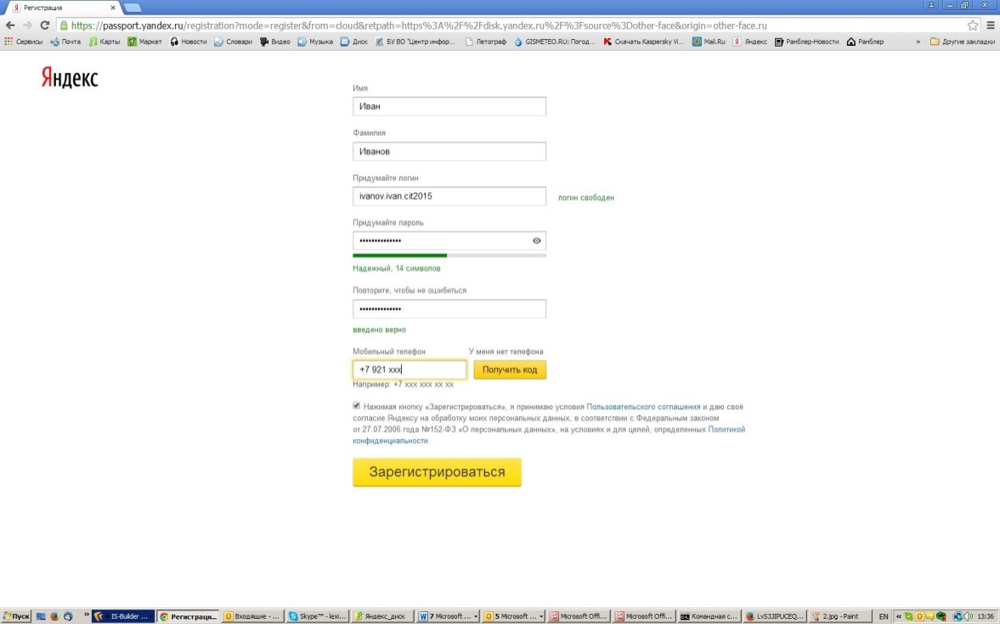 Регистрация
https://passport.yandex.ru/registration?mode=register&from=cloud&retpath=https%3A%2F%2Fdisk.yandex.ru%2F%3Fsource%3Dother-face&origin=other-face.ru
Сервисы Почта Карты Маркет Новости Словари Видео Музыка Диск БУ ВО "Центр инфор... Летограф GISMETEO.RU: Погод... Скачать Kaspersky Vi... Mail.Ru Яндекс Рамблер-Новости Рамблер » Другие закладки
Яндекс
Имя
Иван
Фамилия
Иванов
Придумайте логин
ivanov.ivan.cit2015 логин свободен
Придумайте пароль
••••••••••••••
Надежный, 14 символов
Повторите, чтобы не ошибиться
••••••••••••••
введено верно
Мобильный телефон У меня нет телефона
+7 921 xxx Получить код
Например: +7 xxx xxx xx xx
Нажимая кнопку «Зарегистрироваться», я принимаю условия Пользовательского соглашения и даю своё
согласие Яндексу на обработку моих персональных данных, в соответствии с Федеральным законом
от 27.07.2006 года №152-ФЗ «О персональных данных», на условиях и для целей, определенных Политикой
конфиденциальности.
Зарегистрироваться
Пуск » IS-Builder ... Регистраци... Входящие - ... Skype™ - lexi... Яндекс_диск 7 Microsoft ... 5 Microsoft ... Microsoft Offi... Microsoft Offi... Командная с... LvS3JIPUCEQ... 2.jpg - Paint EN « 13:36